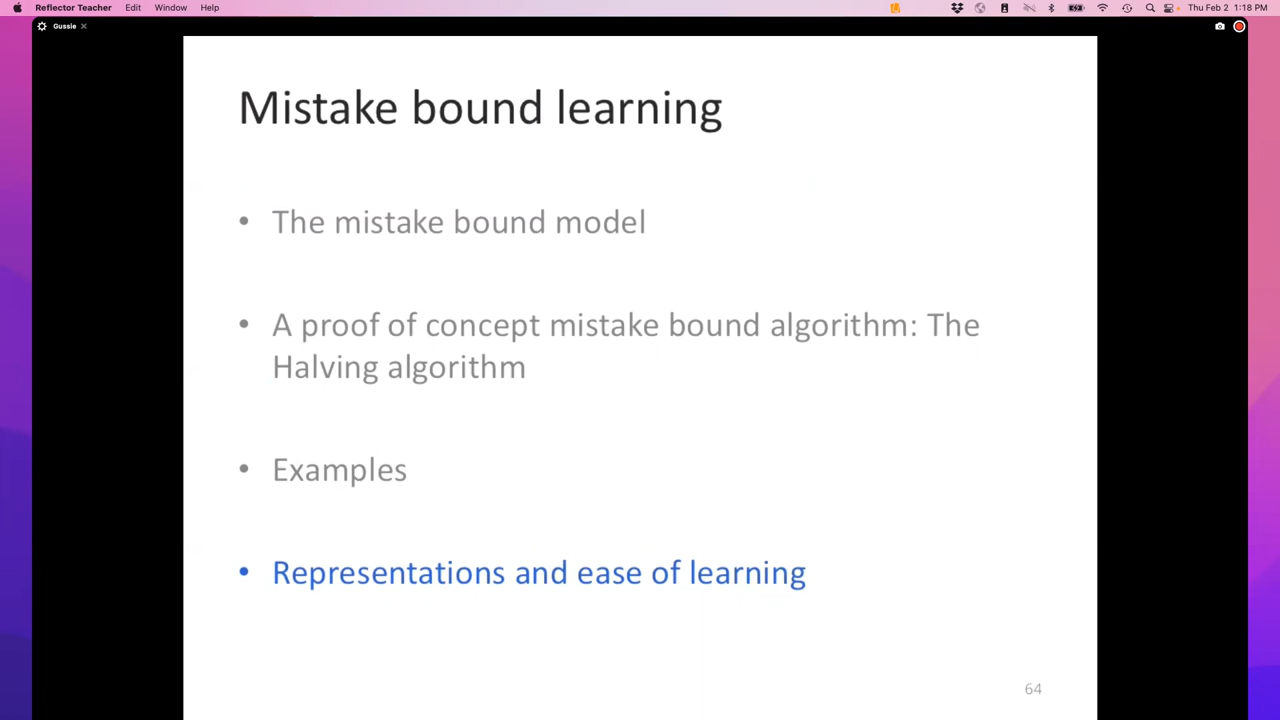 Reflector Teacher Edit Window Help Thu Feb 2 1:18 PM
Gussie
Mistake bound learning
• The mistake bound model
• A proof of concept mistake bound algorithm: The
Halving algorithm
• Examples
• Representations and ease of learning
64